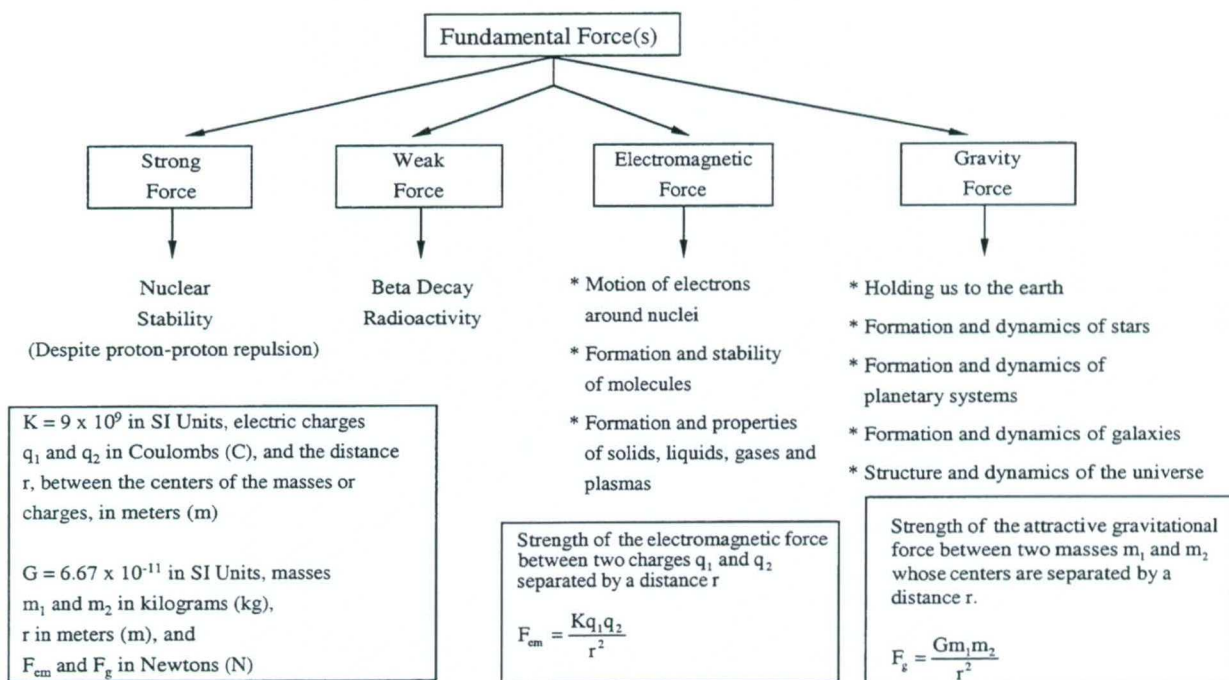 Fundamental Force(s)
Strong
Force
Weak
Force
Electromagnetic
Force
Gravity
Force
Nuclear
Stability
(Despite proton-proton repulsion)
Beta Decay
Radioactivity
* Motion of electrons
around nuclei
* Formation and stability
of molecules
* Formation and properties
of solids, liquids, gases and
plasmas
* Holding us to the earth
* Formation and dynamics of stars
* Formation and dynamics of
planetary systems
* Formation and dynamics of galaxies
* Structure and dynamics of the universe
K = 9 x 10⁹ in SI Units, electric charges
q₁ and q₂ in Coulombs (C), and the distance
r, between the centers of the masses or
charges, in meters (m)
G = 6.67 x 10⁻¹¹ in SI Units, masses
m₁ and m₂ in kilograms (kg),
r in meters (m), and
F_em and F_g in Newtons (N)
Strength of the electromagnetic force
between two charges q₁ and q₂
separated by a distance r
F_em = Kq₁q₂ / r²
Strength of the attractive gravitational
force between two masses m₁ and m₂
whose centers are separated by a
distance r.
F_g = Gm₁m₂ / r²